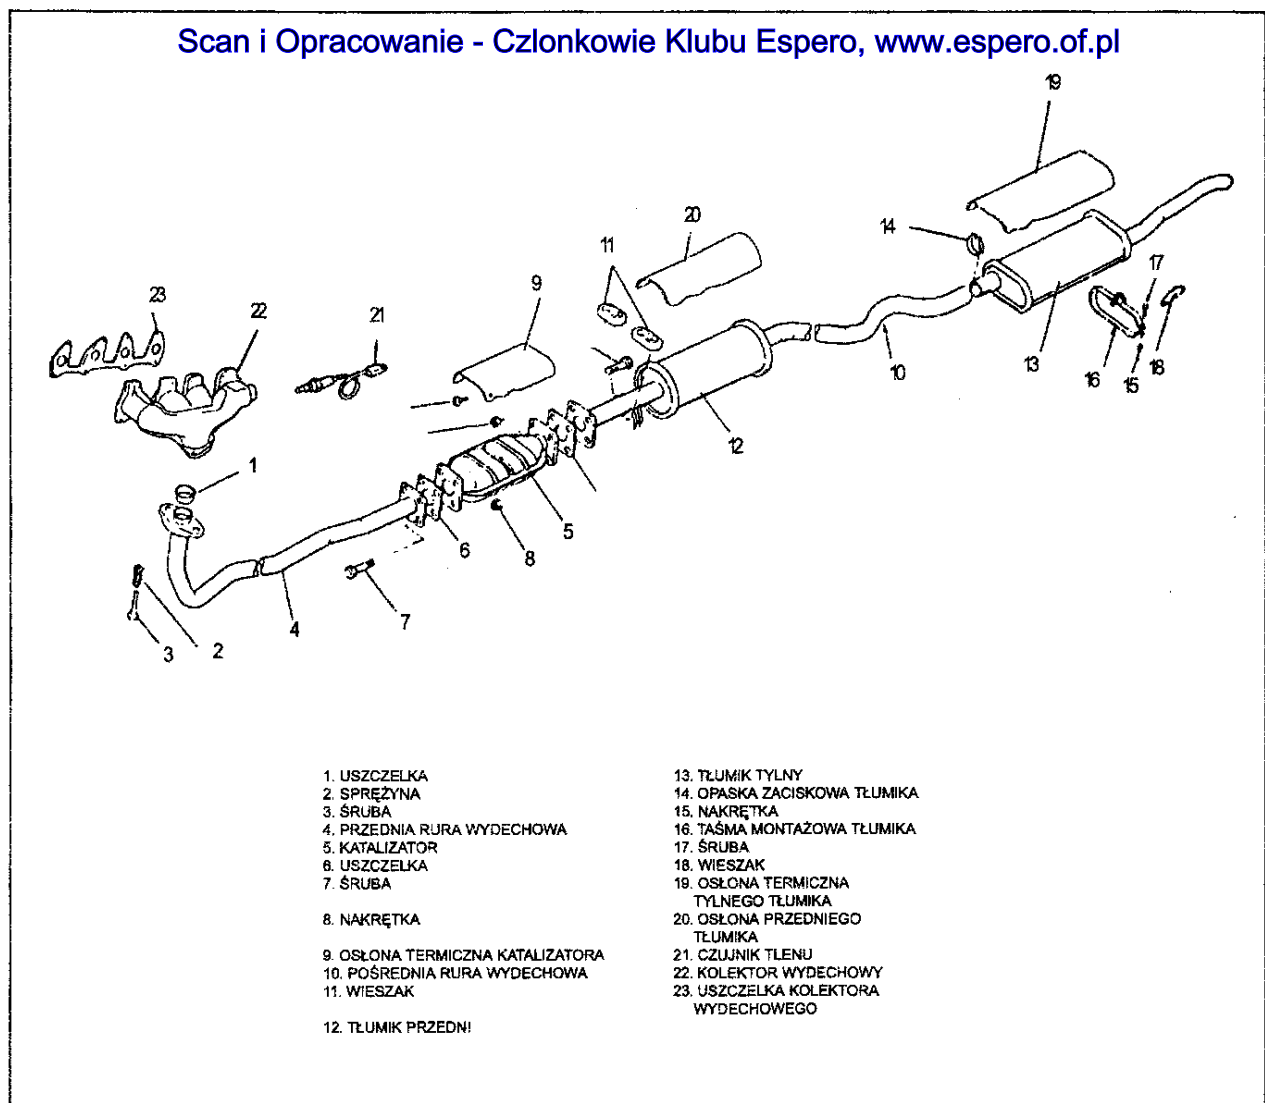 Scan i Opracowanie - Czlonkowie Klubu Espero, www.espero.of.pl
19
20
14
11
17
9
23
22
21
13
18
16
15
10
12
1
5
6
8
4
7
3
2
1. USZCZELKA
2. SPRĘŻYNA
3. ŚRUBA
4. PRZEDNIA RURA WYDECHOWA
5. KATALIZATOR
6. USZCZELKA
7. ŚRUBA
8. NAKRĘTKA
9. OSŁONA TERMICZNA KATALIZATORA
10. POŚREDNIA RURA WYDECHOWA
11. WIESZAK
12. TŁUMIK PRZEDNI
13. TŁUMIK TYLNY
14. OPASKA ZACISKOWA TŁUMIKA
15. NAKRĘTKA
16. TAŚMA MONTAŻOWA TŁUMIKA
17. ŚRUBA
18. WIESZAK
19. OSŁONA TERMICZNA
TYLNEGO TŁUMIKA
20. OSŁONA PRZEDNIEGO
TŁUMIKA
21. CZUJNIK TLENU
22. KOLEKTOR WYDECHOWY
23. USZCZELKA KOLEKTORA
WYDECHOWEGO